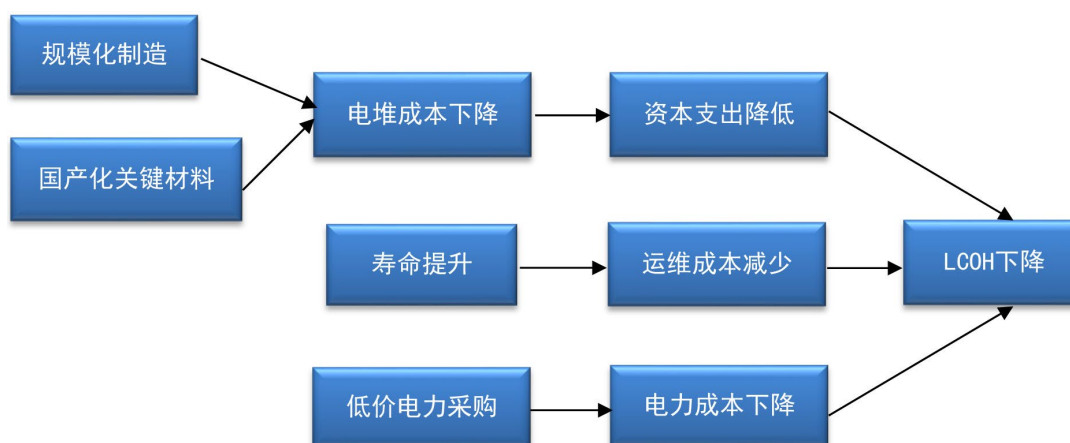 规模化制造
国产化关键材料
电堆成本下降
资本支出降低
寿命提升
运维成本减少
LCOH下降
低价电力采购
电力成本下降